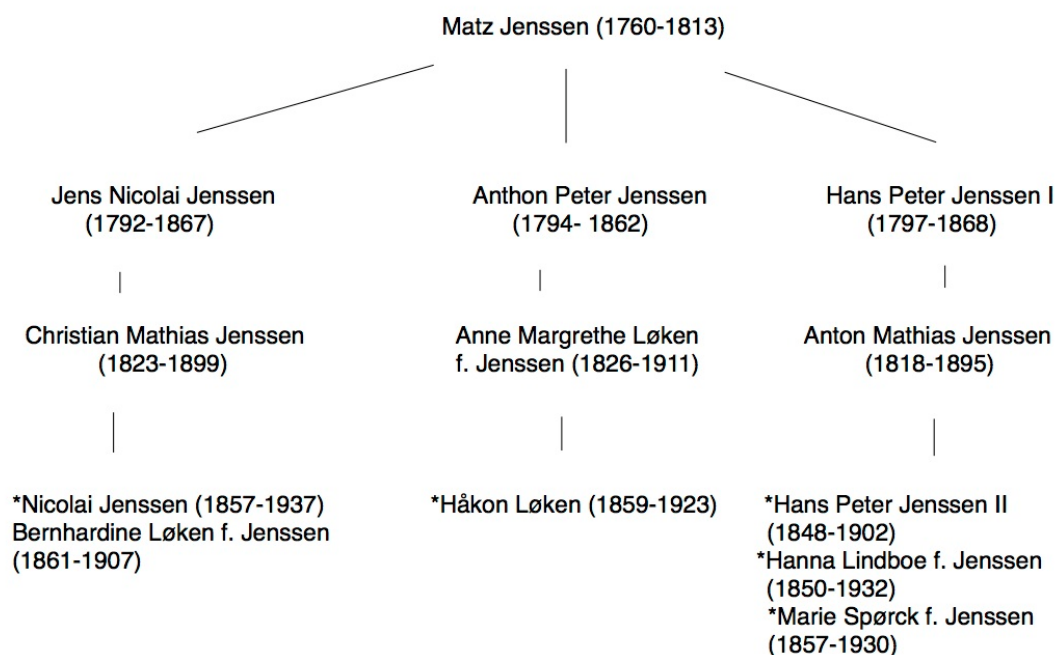 Matz Jenssen (1760-1813)
Jens Nicolai Jenssen
(1792-1867)
Anthon Peter Jenssen
(1794- 1862)
Hans Peter Jenssen I
(1797-1868)
Christian Mathias Jenssen
(1823-1899)
Anne Margrethe Løken
f. Jenssen (1826-1911)
Anton Mathias Jenssen
(1818-1895)
*Nicolai Jenssen (1857-1937)
Bernhardine Løken f. Jenssen
(1861-1907)
*Håkon Løken (1859-1923)
*Hans Peter Jenssen II
(1848-1902)
*Hanna Lindboe f. Jenssen
(1850-1932)
*Marie Spørck f. Jenssen
(1857-1930)